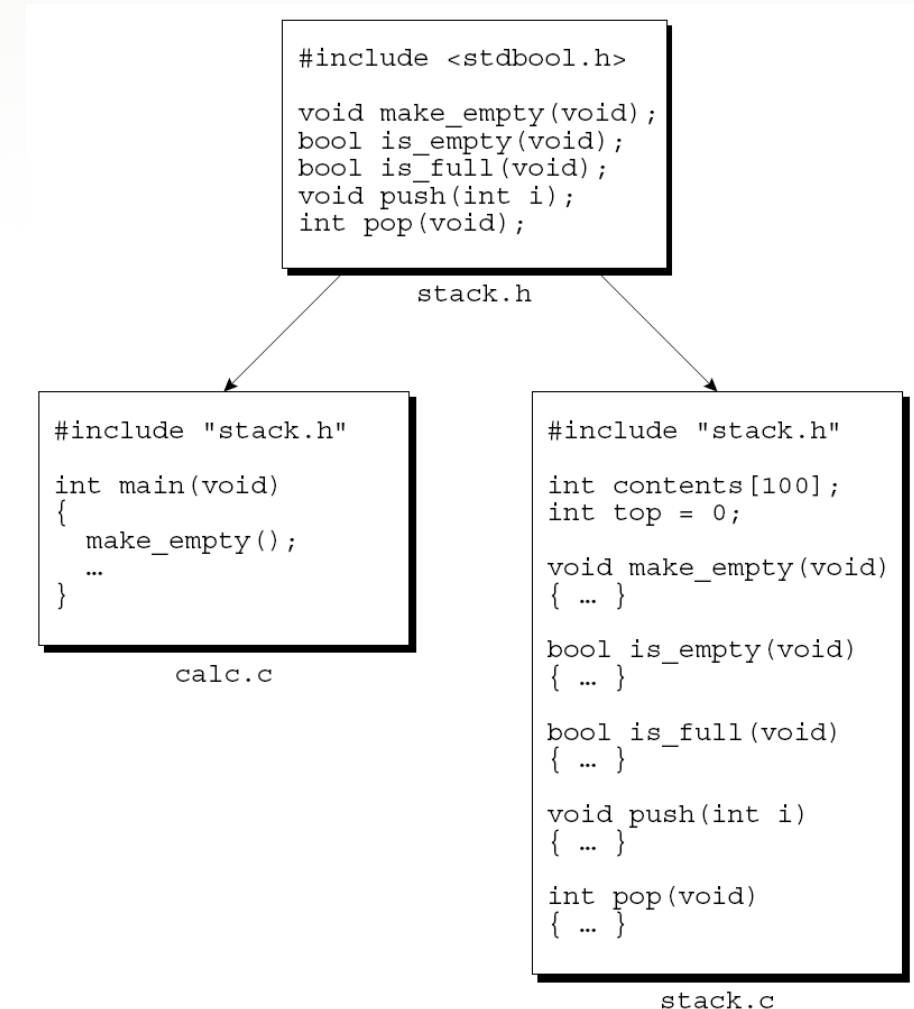 #include <stdbool.h>
void make_empty(void);
bool is_empty(void);
bool is_full(void);
void push(int i);
int pop(void);
stack.h
#include "stack.h"
int main(void)
{
make_empty();
…
}
calc.c
#include "stack.h"
int contents[100];
int top = 0;
void make_empty(void)
{ … }
bool is_empty(void)
{ … }
bool is_full(void)
{ … }
void push(int i)
{ … }
int pop(void)
{ … }
stack.c